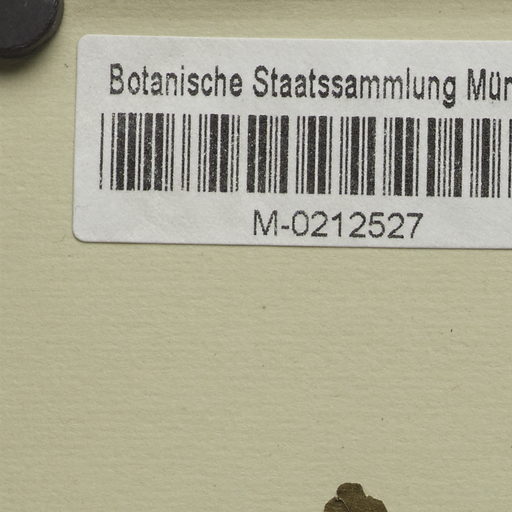 Botanische Staatssammlung Mün
M-0212527